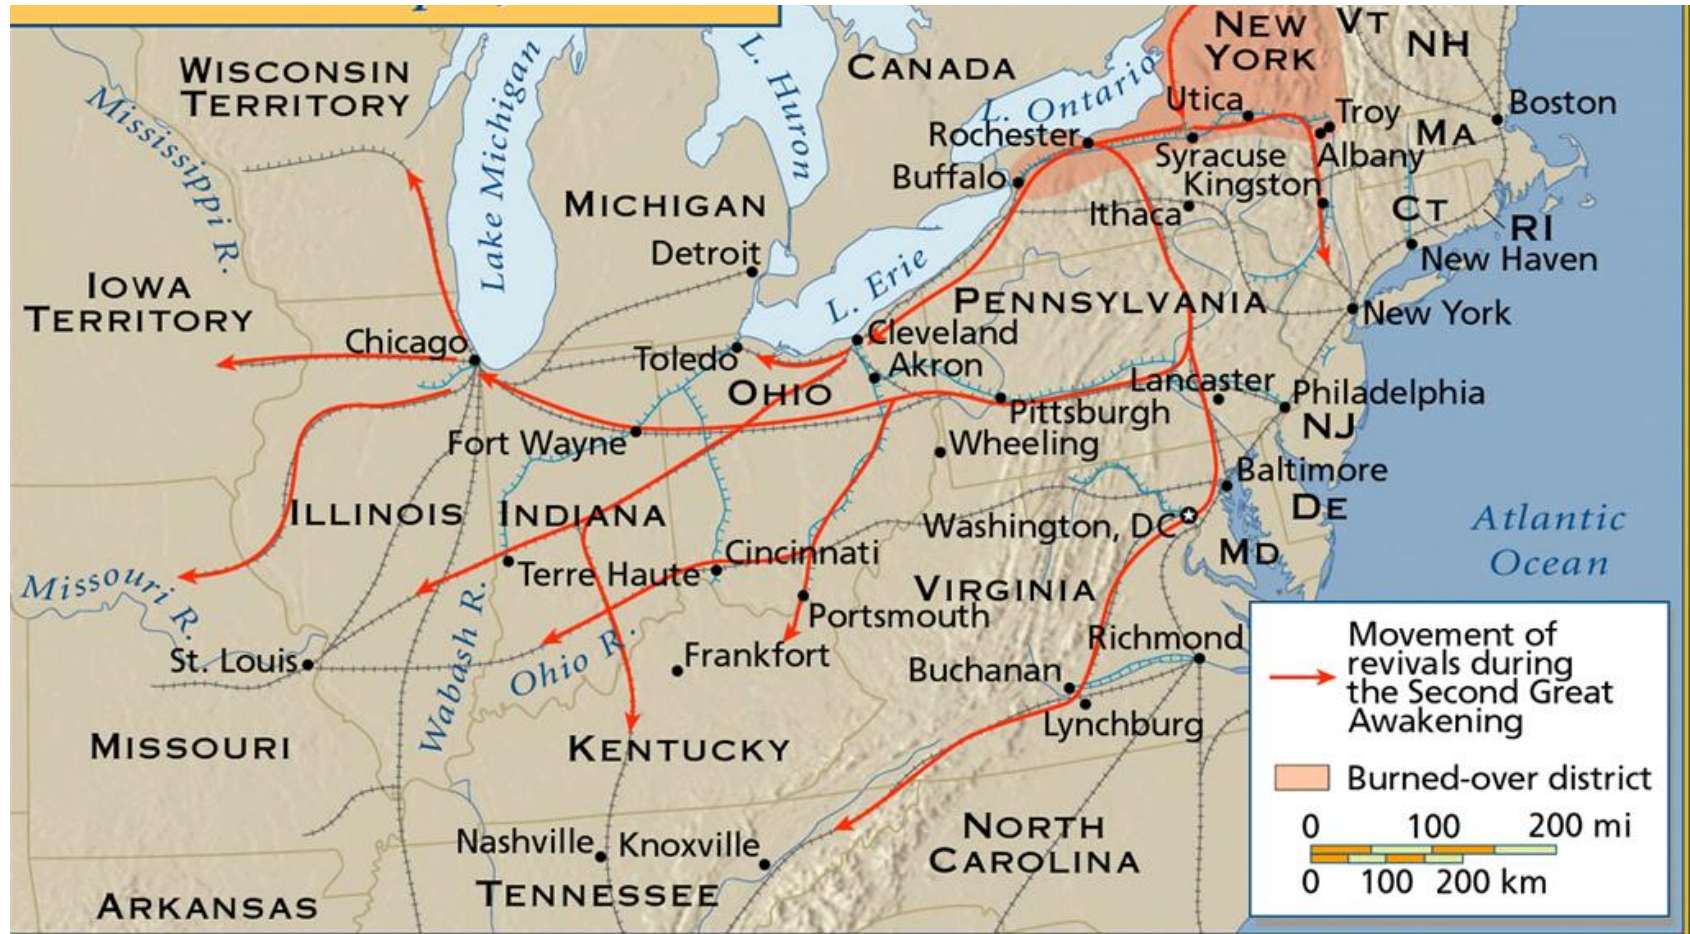 WISCONSIN
TERRITORY
Mississippi R.
Lake Michigan
L. Huron
CANADA
L. Ontario
NEW
YORK
VT
NH
Utica
Troy
Boston
Rochester
MA
Syracuse
Albany
Buffalo
Kingston
MICHIGAN
Ithaca
CT
RI
Detroit
New Haven
L. Erie
IOWA
TERRITORY
PENNSYLVANIA
New York
Chicago
Cleveland
Toledo
Akron
OHIO
Lancaster
Philadelphia
Pittsburgh
NJ
Fort Wayne
Wheeling
Baltimore
ILLINOIS
INDIANA
DE
Washington, DC
Atlantic
Ocean
Cincinnati
MD
Terre Haute
Missouri R.
VIRGINIA
Portsmouth
Richmond
St. Louis
Ohio R.
Frankfort
Buchanan
Wabash R.
Lynchburg
MISSOURI
KENTUCKY
Nashville
Knoxville
NORTH
CAROLINA
TENNESSEE
ARKANSAS
Movement of
revivals during
the Second Great
Awakening
Burned-over district
0 100 200 mi
0 100 200 km